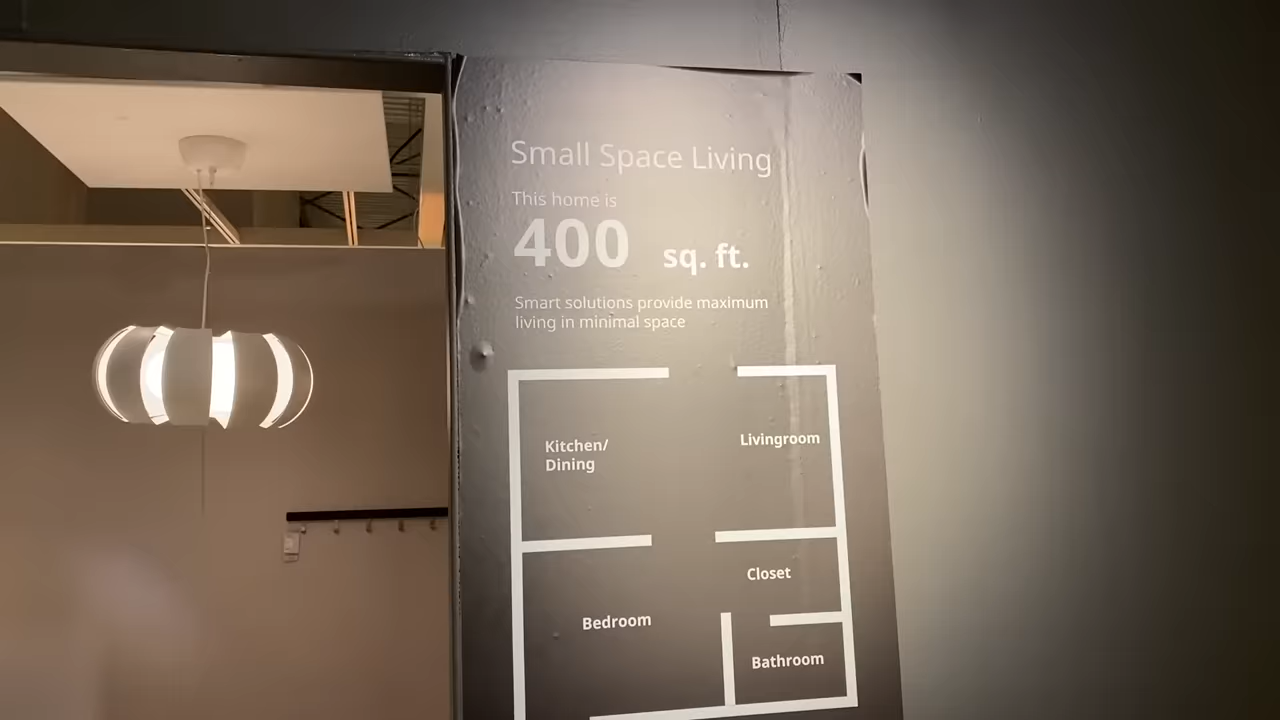 Small Space Living
This home is
400 sq. ft.
Smart solutions provide maximum
living in minimal space
Kitchen/
Dining
Livingroom
Closet
Bedroom
Bathroom